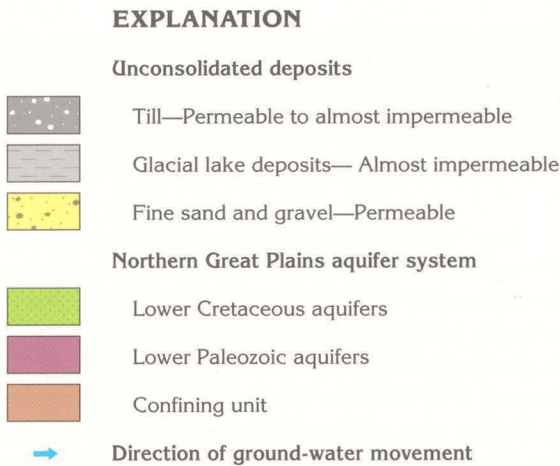 EXPLANATION
Unconsolidated deposits
Till—Permeable to almost impermeable
Glacial lake deposits— Almost impermeable
Fine sand and gravel—Permeable
Northern Great Plains aquifer system
Lower Cretaceous aquifers
Lower Paleozoic aquifers
Confining unit
Direction of ground-water movement